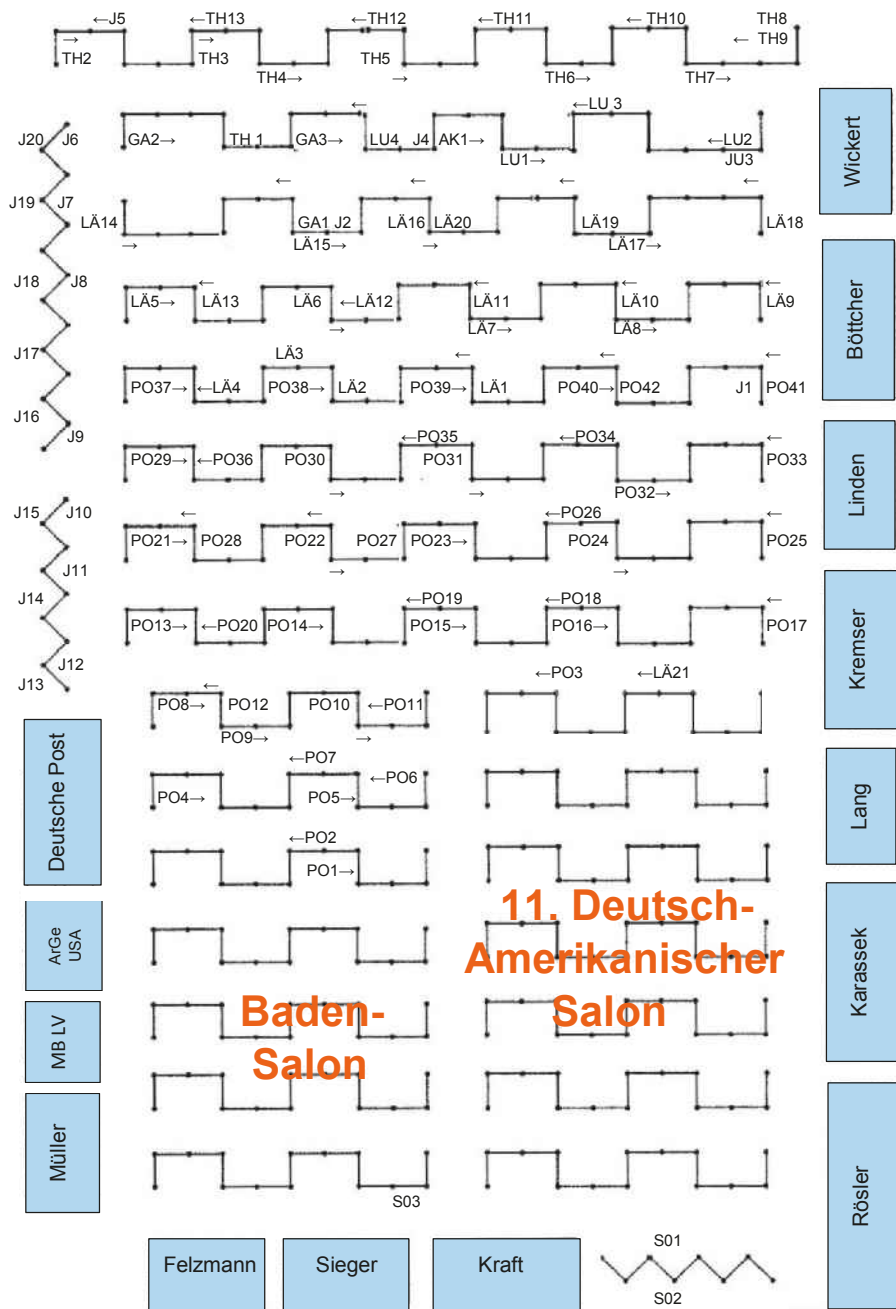 ←J5 ←TH13 ←TH12 ←TH11 ←TH10 TH8
→ → ← TH9
TH2 TH3 TH5
TH4→ → TH6→ TH7→
← ←LU 3
J20 J6 GA2→ TH 1 GA3→ LU4 J4 AK1→ ←LU2
LU1→ JU3
Wickert
← ← ← ←
J19 J7
LÄ14 GA1 J2 LÄ16 LÄ20 LÄ19 LÄ18
→ LÄ15→ → LÄ17→
J18 J8 ← ← ← ←
LÄ5→ LÄ13 LÄ6 ←LÄ12 LÄ11 LÄ10 LÄ9
→ LÄ7→ LÄ8→
Böttcher
J17 LÄ3 ← ← ←
PO37→ ←LÄ4 PO38→ LÄ2 PO39→ LÄ1 PO40→ PO42 J1 PO41
J16
J9 ←PO35 ←PO34 ←
PO29→ ←PO36 PO30 PO31 PO33
→ → PO32→
Linden
J15 J10 ← ← ←PO26 ←
PO21→ PO28 PO22 PO27 PO23→ PO24 PO25
→ →
J11
J14 ←PO19 ←PO18 ←
PO13→ ←PO20 PO14→ PO15→ PO16→ PO17
Kremser
J12
J13 ←PO3 ←LÄ21
←
PO8→ PO12 PO10 ←PO11
PO9→ →
Deutsche Post
←PO7
←PO6
PO4→ PO5→
Lang
←PO2
PO1→
11. Deutsch-
Amerikanischer
Salon
ArGe
USA
Karassek
Baden-
Salon
MB LV
Müller
S03
Rösler
Felzmann Sieger Kraft S01
S02